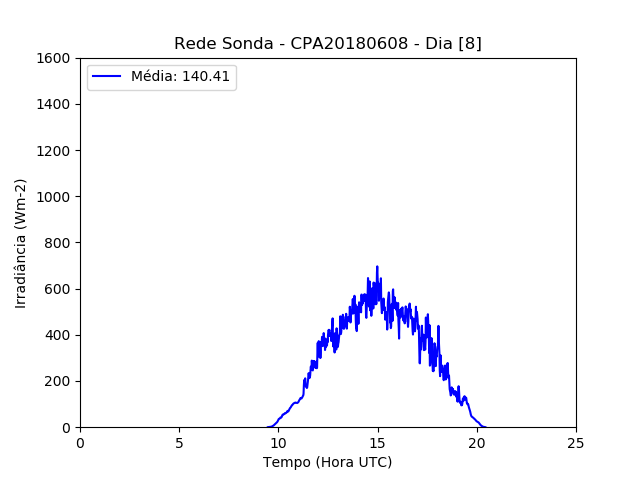 Rede Sonda - CPA20180608 - Dia [8]
Média: 140.41
Irradiância (Wm-2)
1600
1400
1200
1000
800
600
400
200
0
0 5 10 15 20 25
Tempo (Hora UTC)